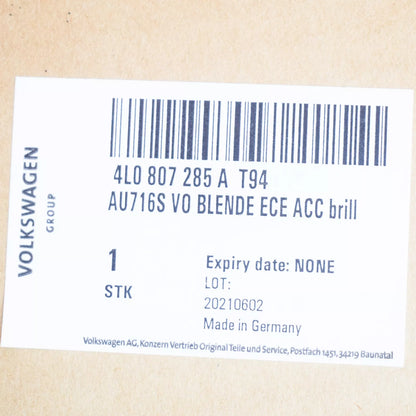 VOLKSWAGEN
GROUP
4L0 807 285 A T94
AU716S VO BLENDE ECE ACC brill
1
STK
Expiry date: NONE
LOT:
20210602
Made in Germany
Volkswagen AG, Konzern Vertrieb Original Teile und Service, Postfach 1451, 34219 Baunatal